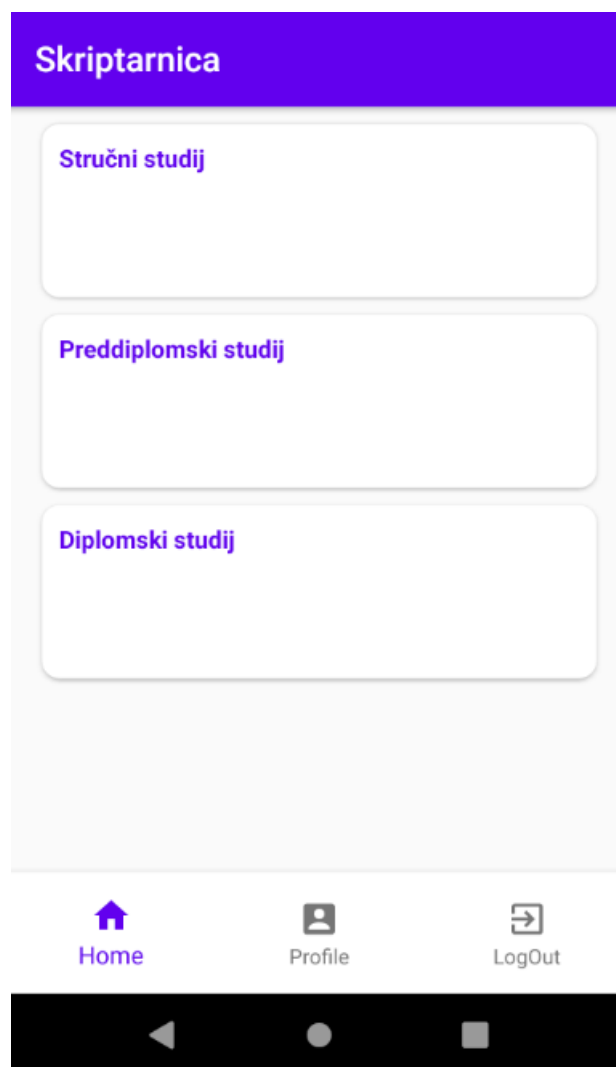 Skriptarnica
Stručni studij
Preddiplomski studij
Diplomski studij
Home
Profile
LogOut